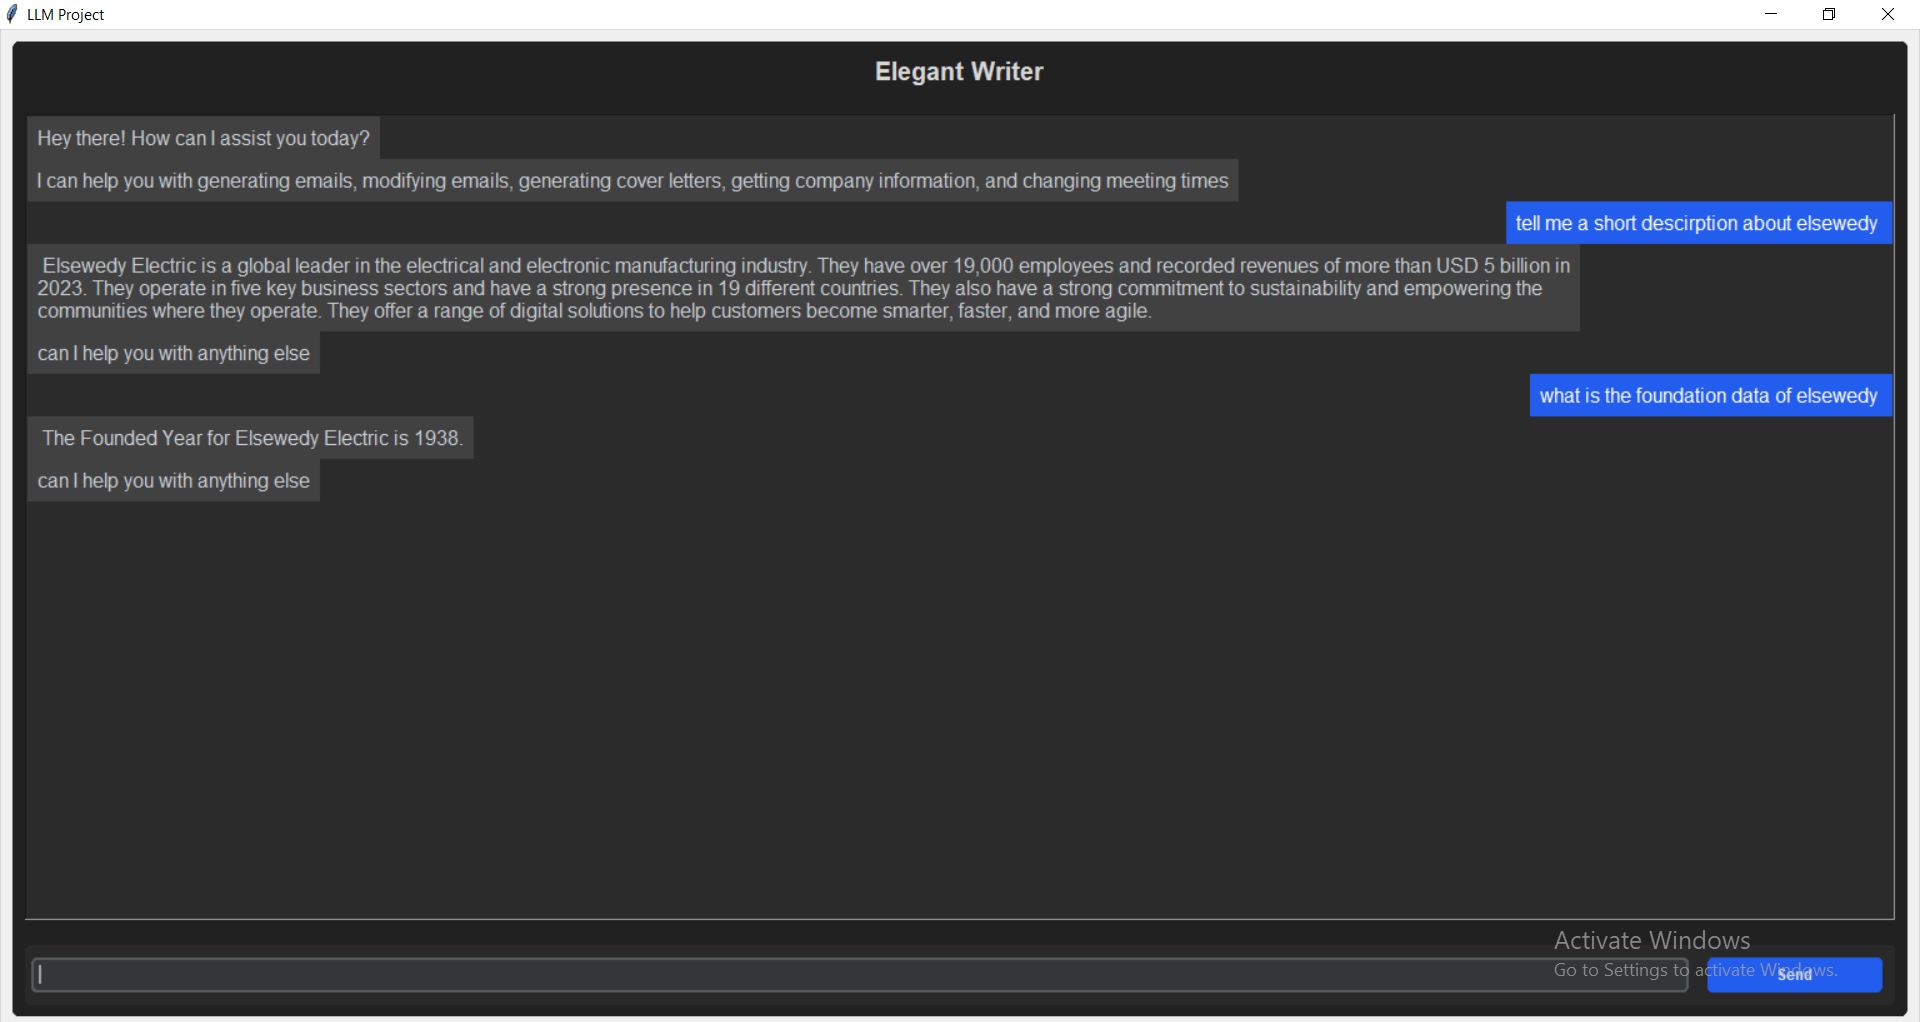 LLM Project
Elegant Writer
Hey there! How can I assist you today?
I can help you with generating emails, modifying emails, generating cover letters, getting company information, and changing meeting times
tell me a short descirption about elsewedy
Elsewedy Electric is a global leader in the electrical and electronic manufacturing industry. They have over 19,000 employees and recorded revenues of more than USD 5 billion in
2023. They operate in five key business sectors and have a strong presence in 19 different countries. They also have a strong commitment to sustainability and empowering the
communities where they operate. They offer a range of digital solutions to help customers become smarter, faster, and more agile.
can I help you with anything else
what is the foundation data of elsewedy
The Founded Year for Elsewedy Electric is 1938.
can I help you with anything else
Activate Windows
Go to Settings to activate Windows.
Send